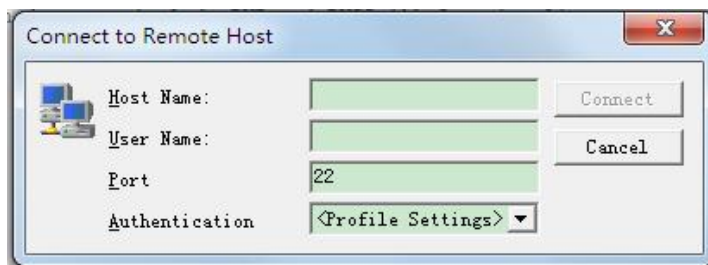 Connect to Remote Host
Host Name:
Connect
User Name:
Cancel
Port
22
Authentication
<Profile Settings>